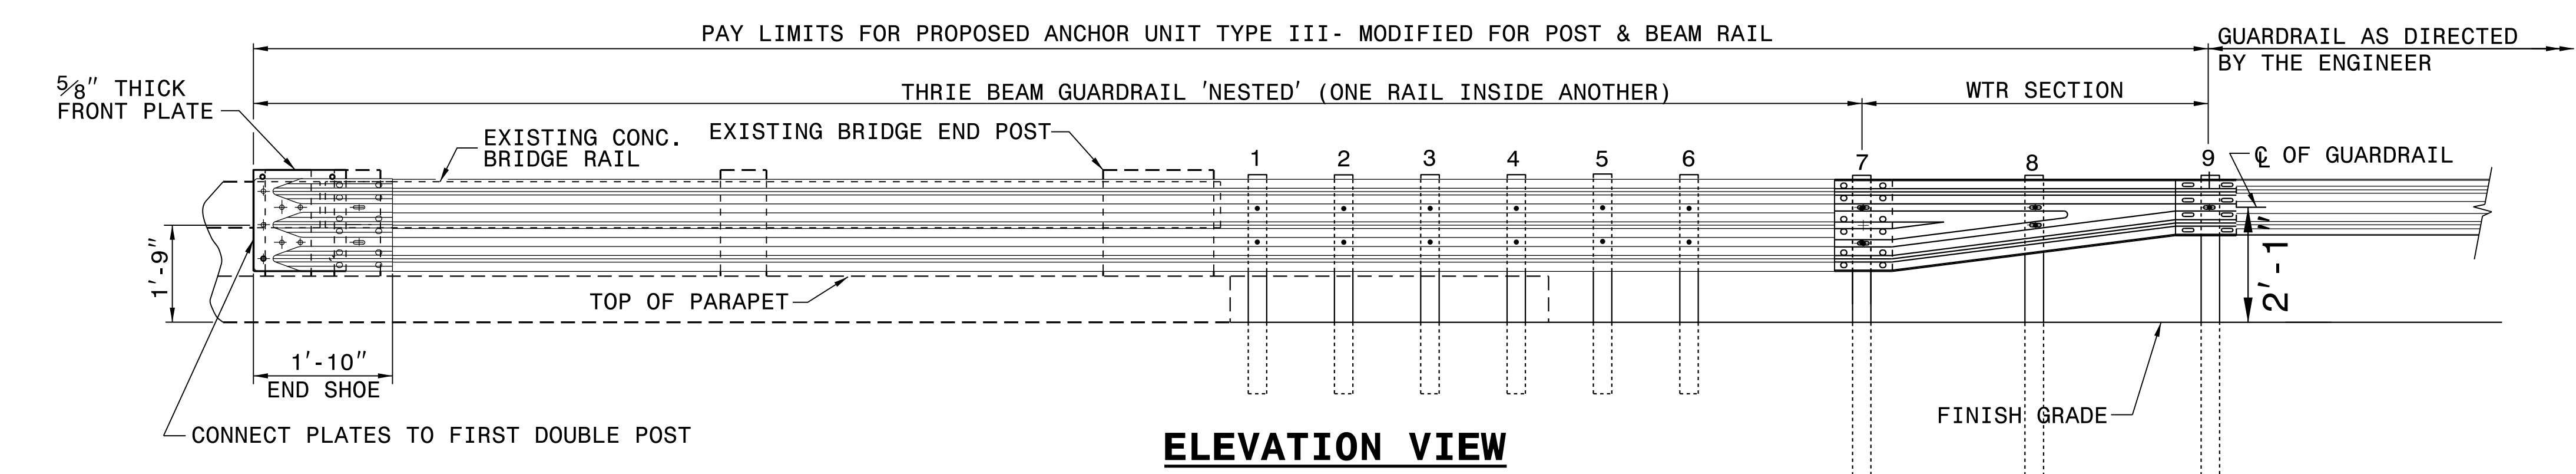 PAY LIMITS FOR PROPOSED ANCHOR UNIT TYPE III- MODIFIED FOR POST & BEAM RAIL
GUARDRAIL AS DIRECTED
BY THE ENGINEER
5/8" THICK
FRONT PLATE
THRIE BEAM GUARDRAIL 'NESTED' (ONE RAIL INSIDE ANOTHER)
WTR SECTION
EXISTING CONC.
BRIDGE RAIL
EXISTING BRIDGE END POST
1 2 3 4 5 6 7 8 9
℄ OF GUARDRAIL
1'-9"
2'-1"
TOP OF PARAPET
1'-10"
END SHOE
FINISH GRADE
CONNECT PLATES TO FIRST DOUBLE POST
ELEVATION VIEW